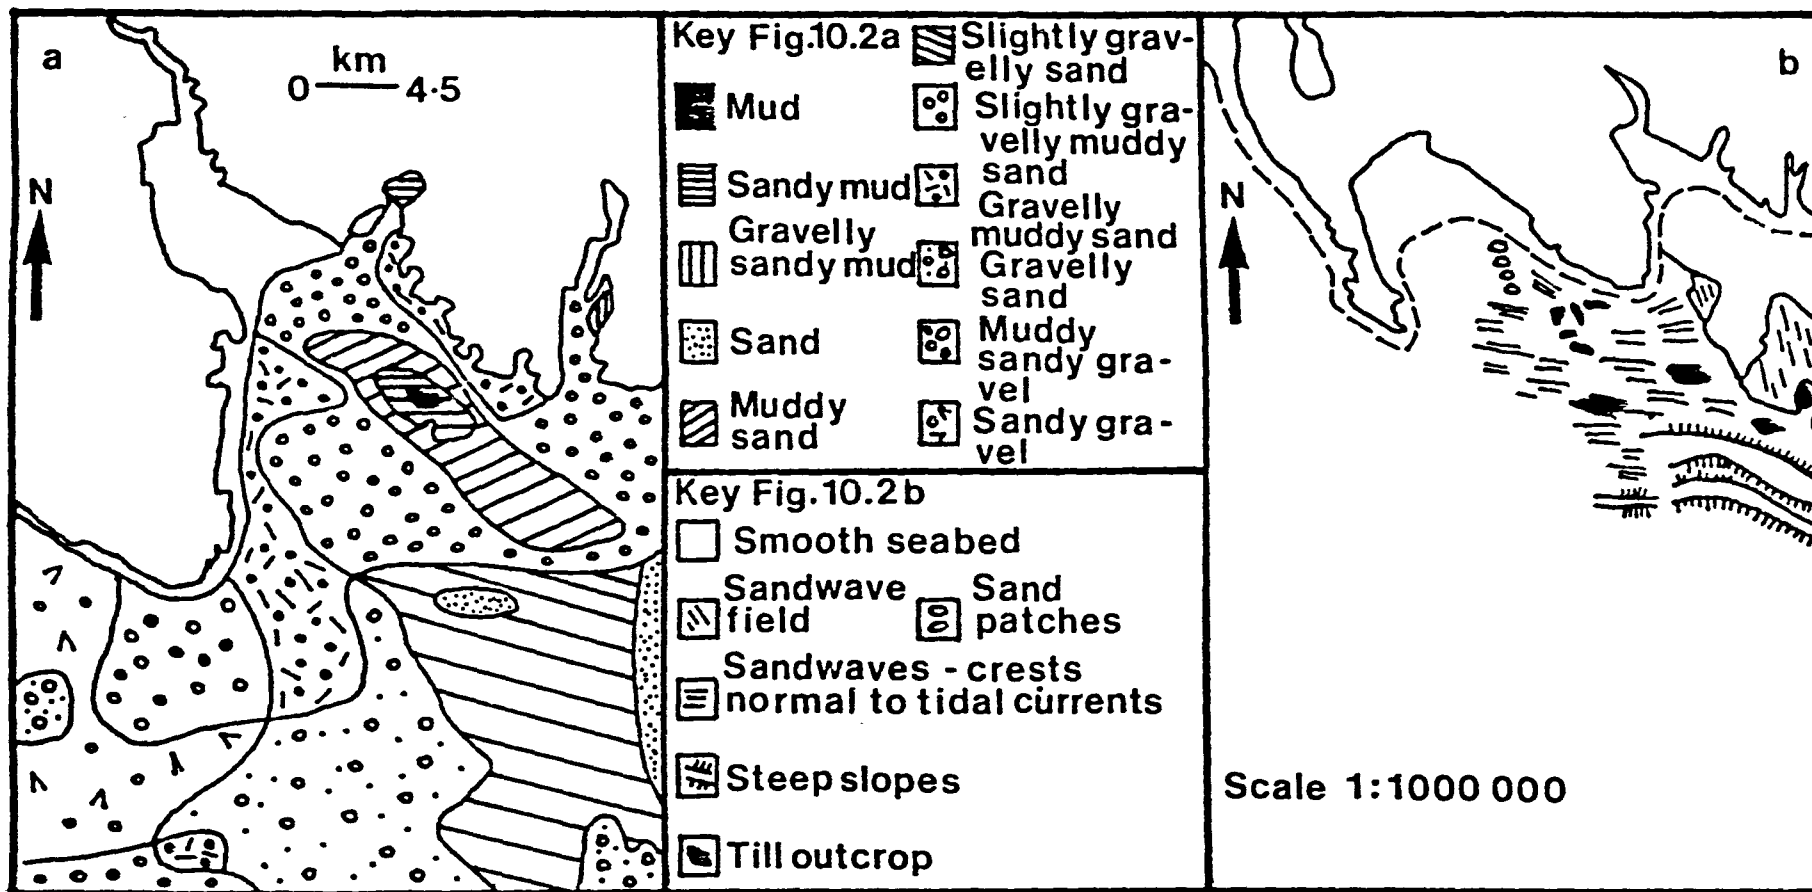 a
km
0 4·5
N
Key Fig.10.2a
Mud
Sandy mud
Gravelly
sandy mud
Sand
Muddy
sand
Slightly grav-
elly sand
Slightly gra-
velly muddy
sand
Gravelly
muddy sand
Gravelly
sand
Muddy
sandy gra-
vel
Sandy gra-
vel
Key Fig.10.2b
Smooth seabed
Sandwave
field
Sand
patches
Sandwaves - crests
normal to tidal currents
Steep slopes
Till outcrop
b
N
Scale 1:1000 000